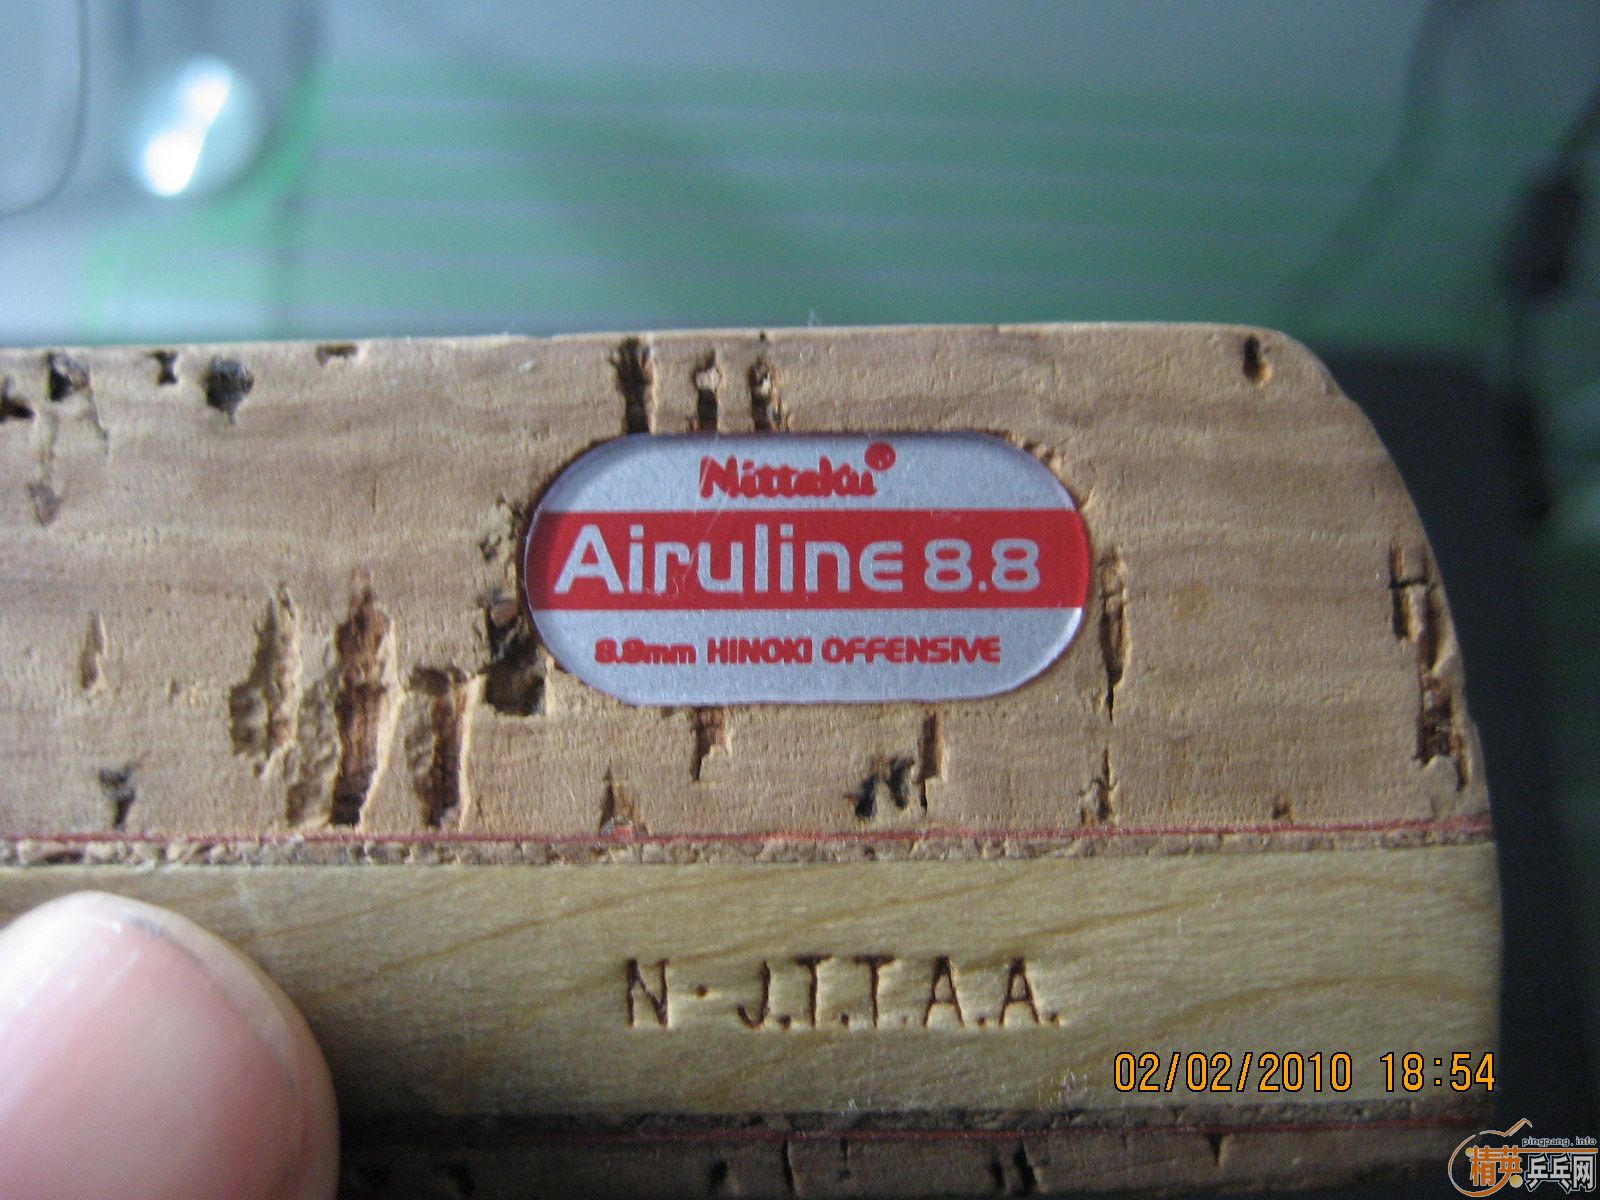 Nittaku®
Airuline 8.8
8.8mm HINOKI OFFENSIVE
N·J.T.T.A.A.
02/02/2010 18:54
pingpang.info
精英乒乓网